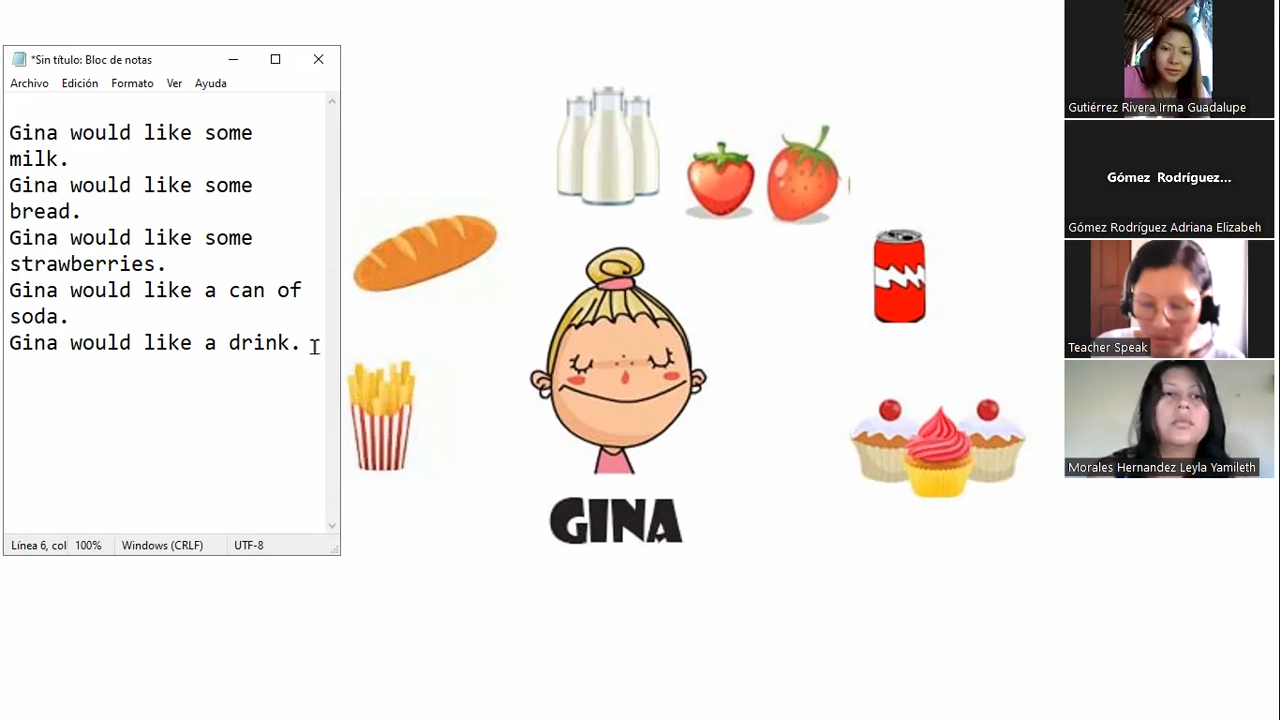 *Sin título: Bloc de notas
Archivo Edición Formato Ver Ayuda
Gina would like some
milk.
Gina would like some
bread.
Gina would like some
strawberries.
Gina would like a can of
soda.
Gina would like a drink.
Línea 6, col 100% Windows (CRLF) UTF-8
GINA
Gutiérrez Rivera Irma Guadalupe
Gómez Rodríguez...
Gómez Rodríguez Adriana Elizabeh
Teacher Speak
Morales Hernandez Leyla Yamileth